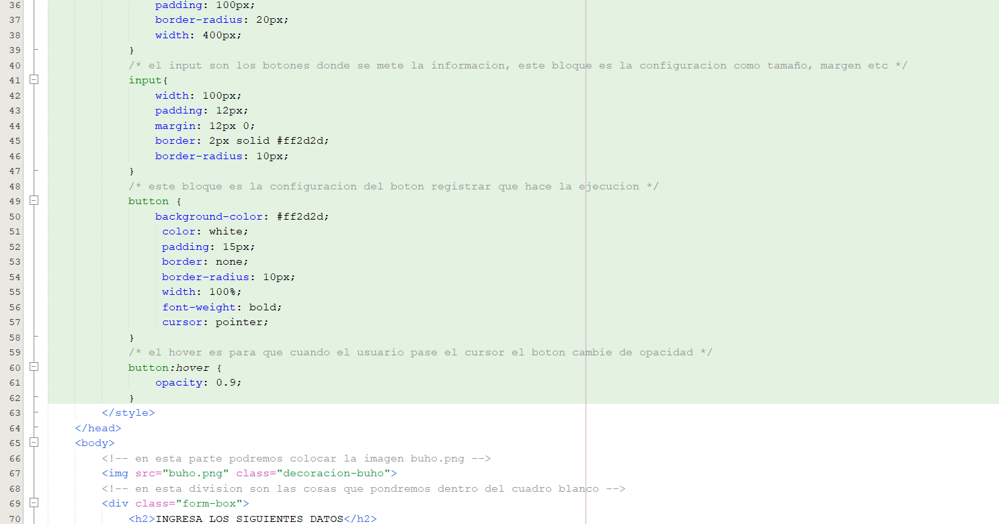 36 padding: 100px;
37 border-radius: 20px;
38 width: 400px;
39 }
40 /* el input son los botones donde se mete la informacion, este bloque es la configuracion como tamaño, margen etc */
41 input{
42 width: 100px;
43 padding: 12px;
44 margin: 12px 0;
45 border: 2px solid #ff2d2d;
46 border-radius: 10px;
47 }
48 /* este bloque es la configuracion del boton registrar que hace la ejecucion */
49 button {
50 background-color: #ff2d2d;
51 color: white;
52 padding: 15px;
53 border: none;
54 border-radius: 10px;
55 width: 100%;
56 font-weight: bold;
57 cursor: pointer;
58 }
59 /* el hover es para que cuando el usuario pase el cursor el boton cambie de opacidad */
60 button:hover {
61 opacity: 0.9;
62 }
63 </style>
64 </head>
65 <body>
66 <!-- en esta parte podremos colocar la imagen buho.png -->
67 <img src="buho.png" class="decoracion-buho">
68 <!-- en esta division son las cosas que pondremos dentro del cuadro blanco -->
69 <div class="form-box">
70 <h2>INGRESA LOS SIGUIENTES DATOS</h2>